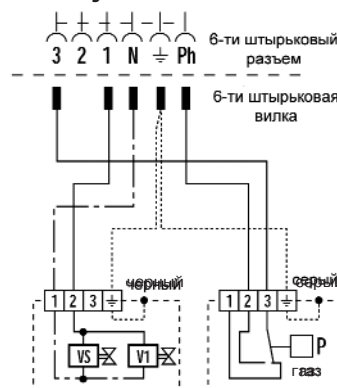 3 2 1 N Ph
6-ти штырьковый
разъем
6-ти штырьковая
вилка
черный
серый
1 2 3
1 2 3
VS V1
P
газ